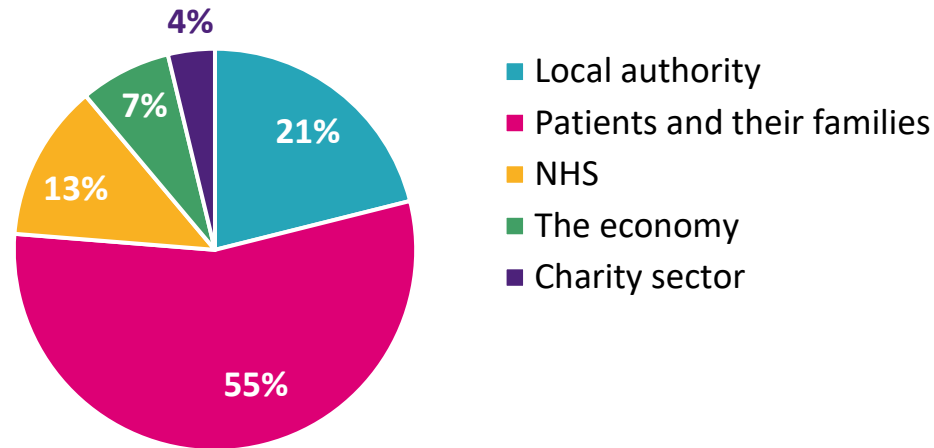 4%
7%
21%
13%
55%
Local authority
Patients and their families
NHS
The economy
Charity sector